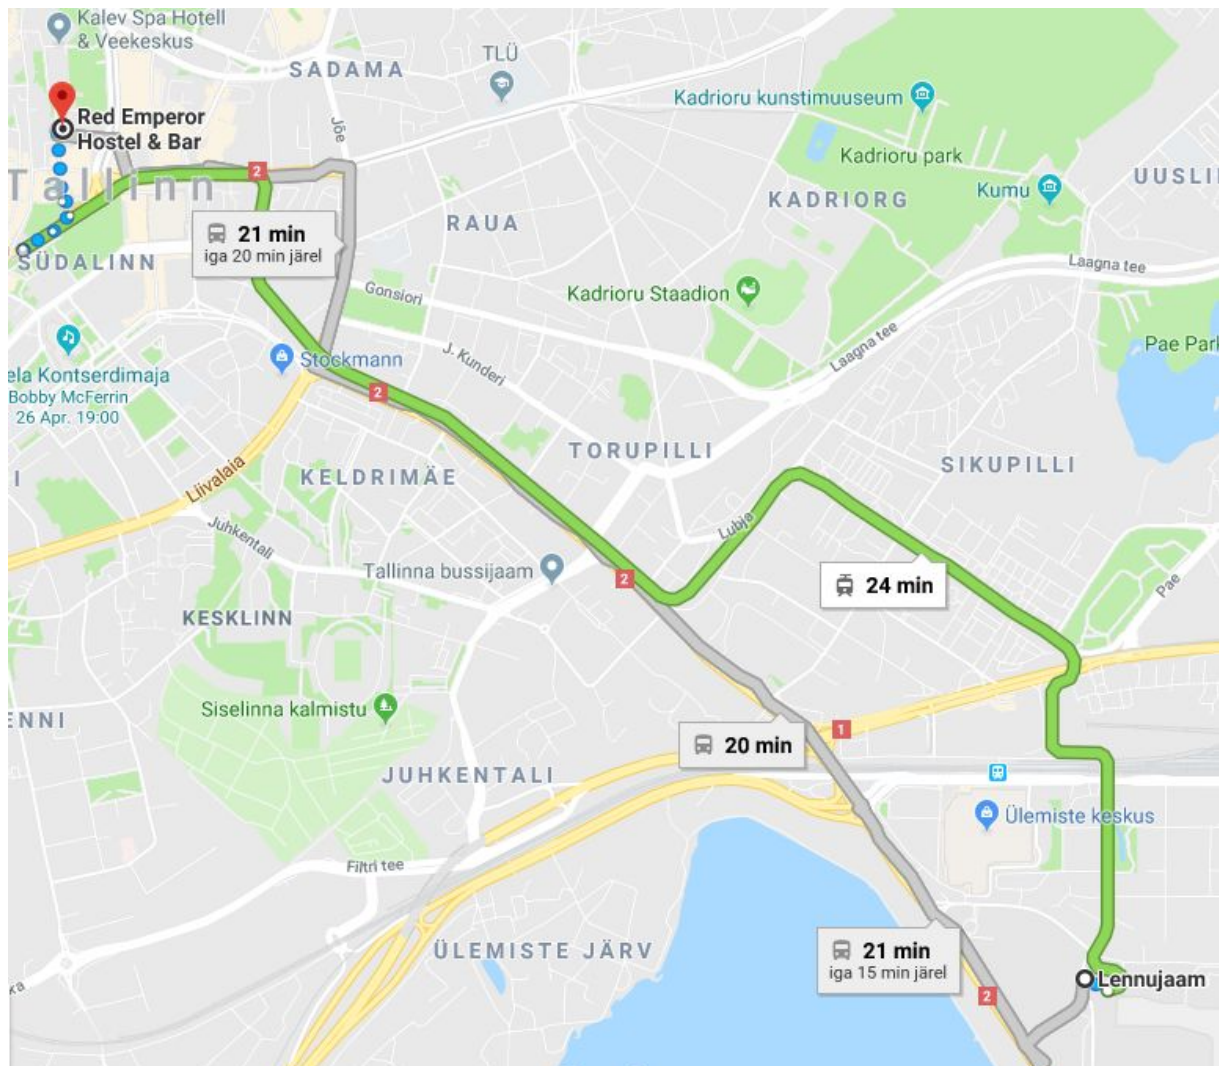 Kalev Spa Hotell
& Veekeskus
SADAMA
TLÜ
Kadrioru kunstimuuseum
Red Emperor
Hostel & Bar
Jõe
Kadrioru park
UUSLI
Tallinn
2
Kumu
KADRIORG
RAUA
21 min
iga 20 min järel
SÜDALINN
Laagna tee
Gonsiori
Kadrioru Staadion
Laagna tee
Pae Park
J. Kunderi
Stockmann
ela Kontserdimaja
Bobby McFerrin
26 Apr. 19:00
2
TORUPILLI
SIKUPILLI
KELDRIMÄE
I
Liivalaia
Juhkentali
Lubja
Tallinna bussijaam
2
24 min
Pae
KESKLINN
Siselinna kalmistu
ENNI
20 min
1
JUHKENTALI
Ülemiste keskus
Filtri tee
ÜLEMISTE JÄRV
21 min
iga 15 min järel
Lennujaam
ka
2